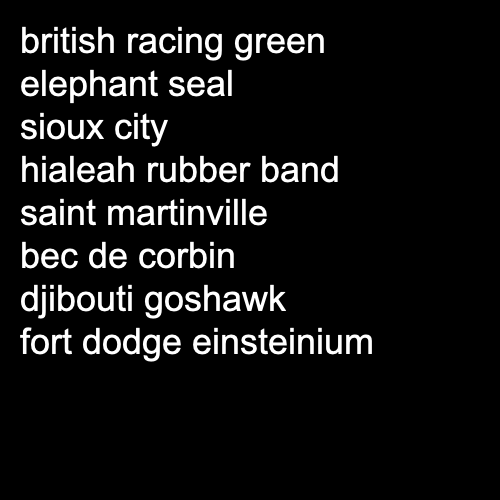 british racing green
elephant seal
sioux city
hialeah rubber band
saint martinville
bec de corbin
djibouti goshawk
fort dodge einsteinium